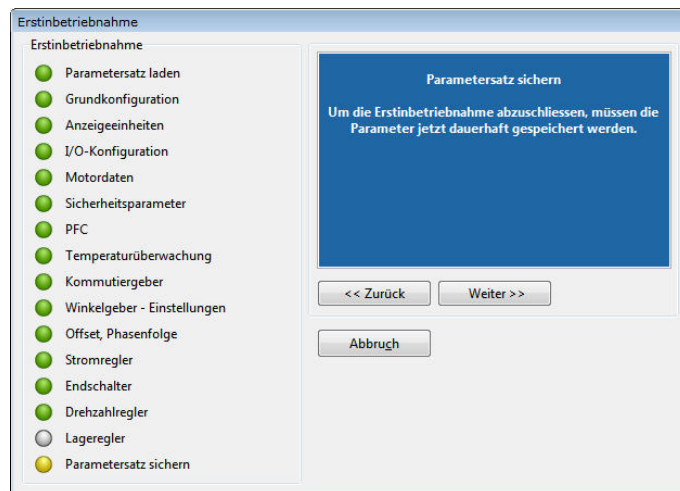 Erstinbetriebnahme
Erstinbetriebnahme
Parametersatz laden
Grundkonfiguration
Anzeigeeinheiten
I/O-Konfiguration
Motordaten
Sicherheitsparameter
PFC
Temperaturüberwachung
Kommutiergeber
Winkelgeber - Einstellungen
Offset, Phasenfolge
Stromregler
Endschalter
Drehzahlregler
Lageregler
Parametersatz sichern
Parametersatz sichern
Um die Erstinbetriebnahme abzuschliessen, müssen die
Parameter jetzt dauerhaft gespeichert werden.
<< Zurück
Weiter >>
Abbruch